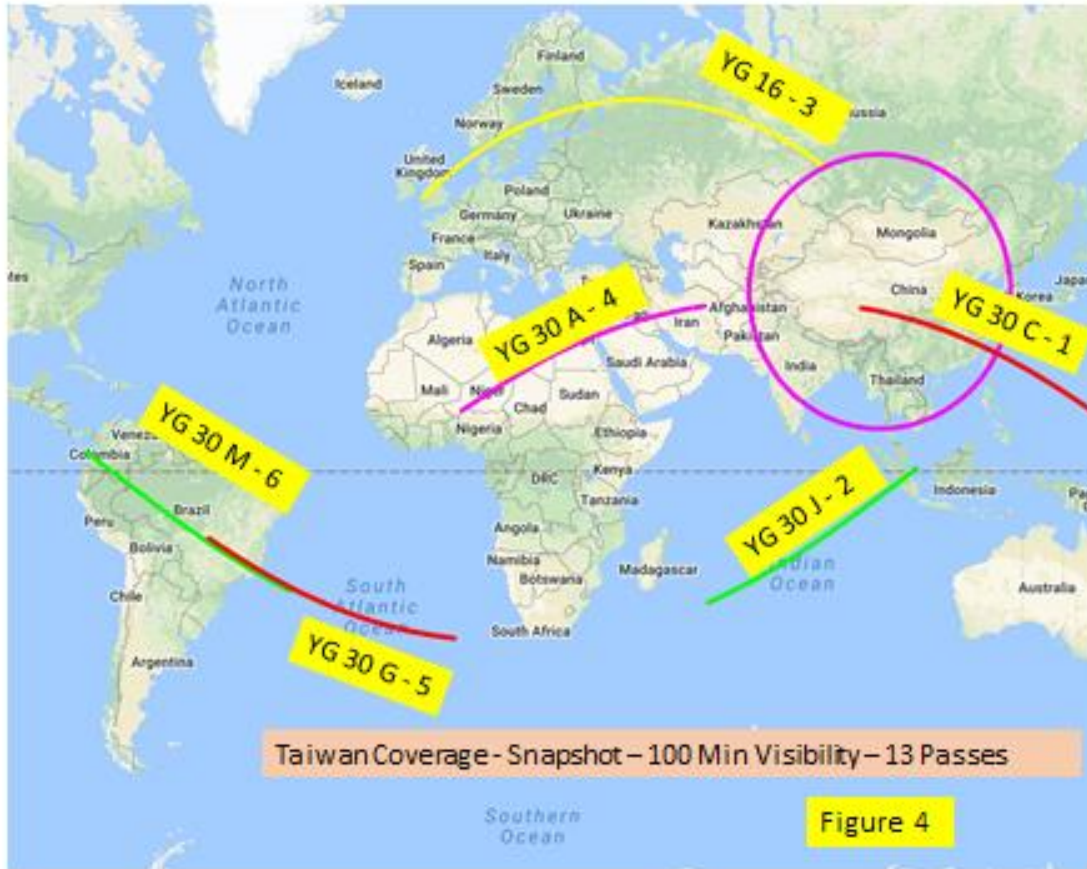 Finland
Iceland
Sweden
Norway
YG 16 - 3
ussia
United
Kingdom
Poland
Germany
Ukraine
France
Italy
Spain
Kazakhstan
Mongolia
tes
North
Atlantic
Ocean
YG 30 A - 4
Algeria
Iran
Afghanistan
Pakistan
China
Korea
Japa
YG 30 C - 1
Saudi Arabia
India
Thailand
Mali
Niger
Chad
Sudan
Nigeria
Ethiopia
YG 30 M - 6
Venez
Colombia
DRC
Kenya
Tanzania
YG 30 J - 2
Indonesia
Peru
Brazil
Bolivia
Angola
Namibia
Botswana
Madagascar
Indian
Ocean
Australia
Chile
South
Atlantic
Ocean
South Africa
YG 30 G - 5
Argentina
Taiwan Coverage - Snapshot – 100 Min Visibility – 13 Passes
Southern
Ocean
Figure 4